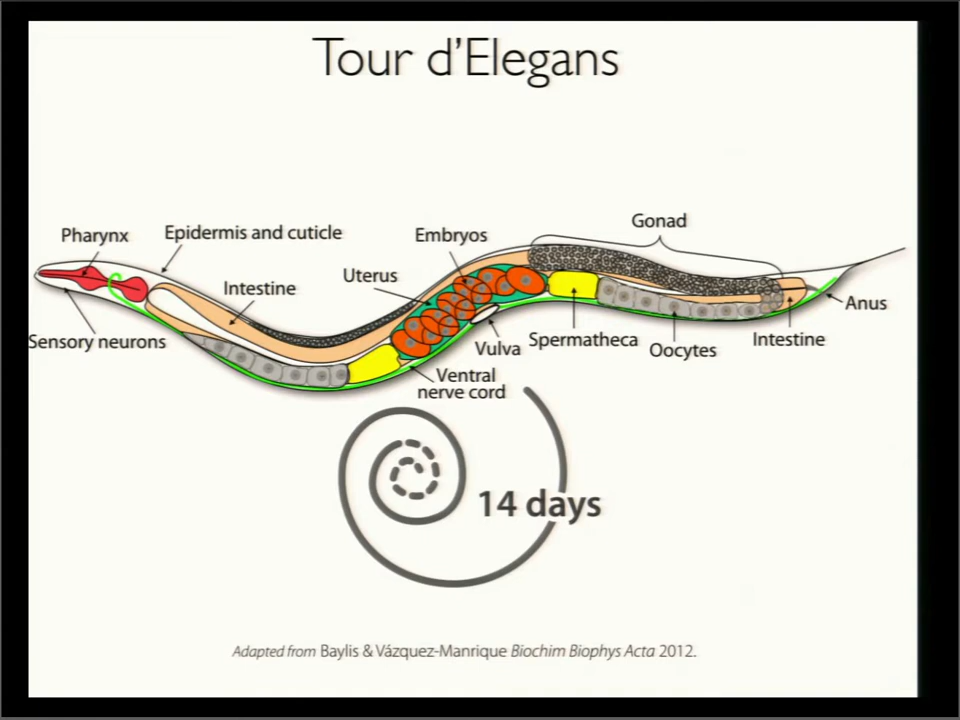 Tour d'Elegans
Gonad
Pharynx
Epidermis and cuticle
Embryos
Uterus
Intestine
Anus
Sensory neurons
Vulva
Spermatheca
Oocytes
Intestine
Ventral
nerve cord
14 days
Adapted from Baylis & Vázquez-Manrique Biochim Biophys Acta 2012.